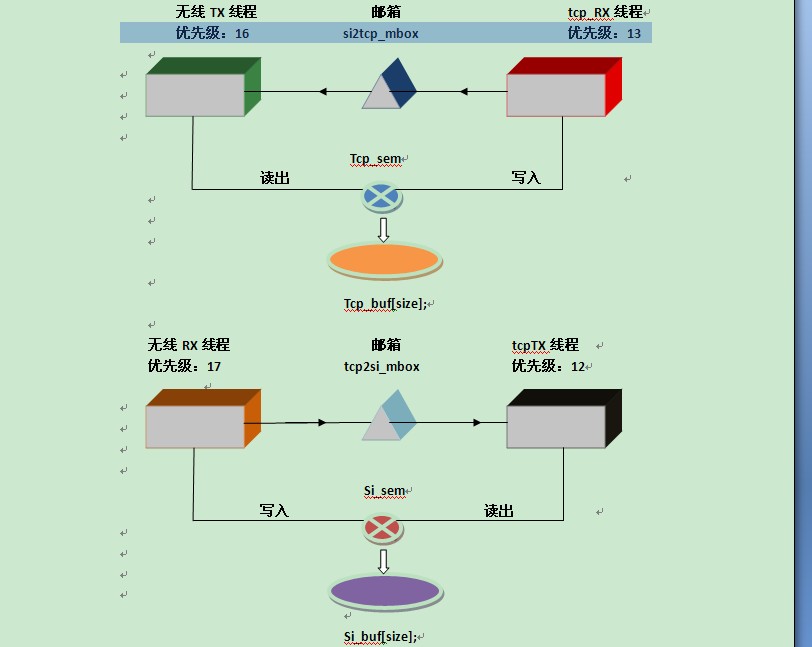 无线 TX 线程 邮箱 tcp_RX 线程
优先级：16 si2tcp_mbox 优先级：13
Tcp_sem
读出 写入
Tcp_buf[size];
无线 RX 线程 邮箱 tcpTX 线程
优先级：17 tcp2si_mbox 优先级：12
Si_sem
写入 读出
Si_buf[size];